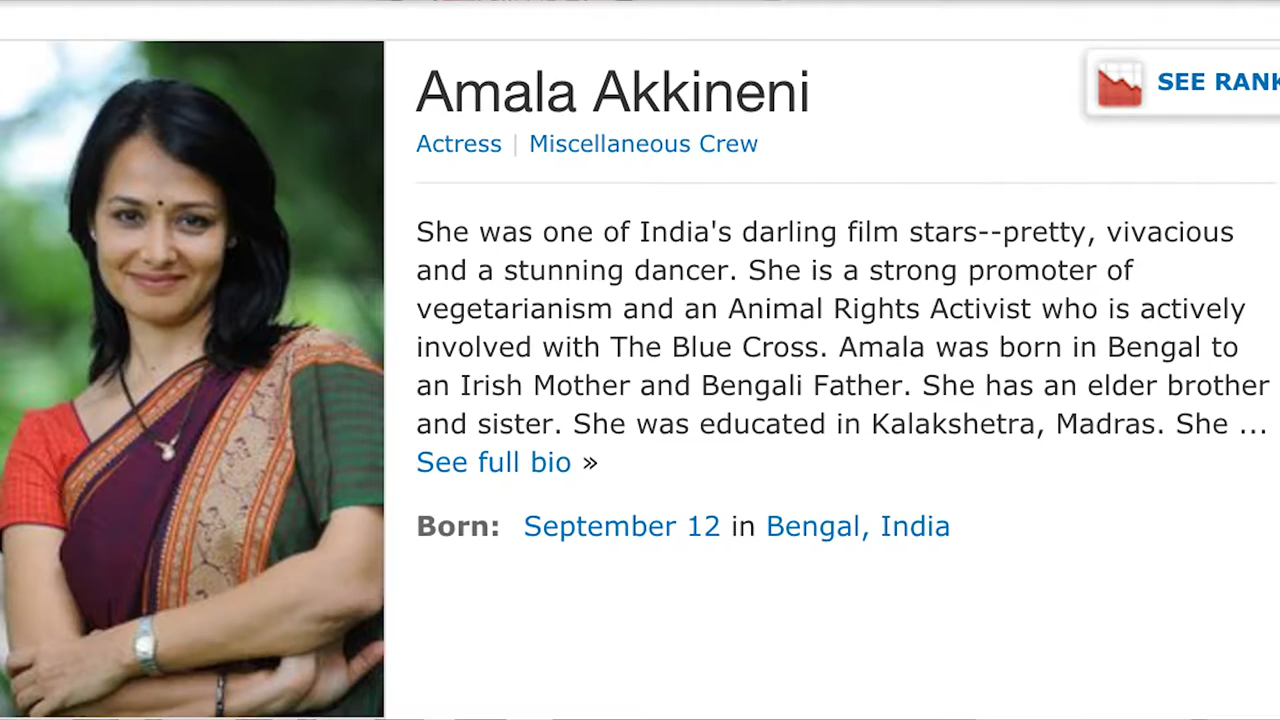 Amala Akkineni
SEE RANK
Actress | Miscellaneous Crew
She was one of India's darling film stars--pretty, vivacious
and a stunning dancer. She is a strong promoter of
vegetarianism and an Animal Rights Activist who is actively
involved with The Blue Cross. Amala was born in Bengal to
an Irish Mother and Bengali Father. She has an elder brother
and sister. She was educated in Kalakshetra, Madras. She ...
See full bio »
Born: September 12 in Bengal, India